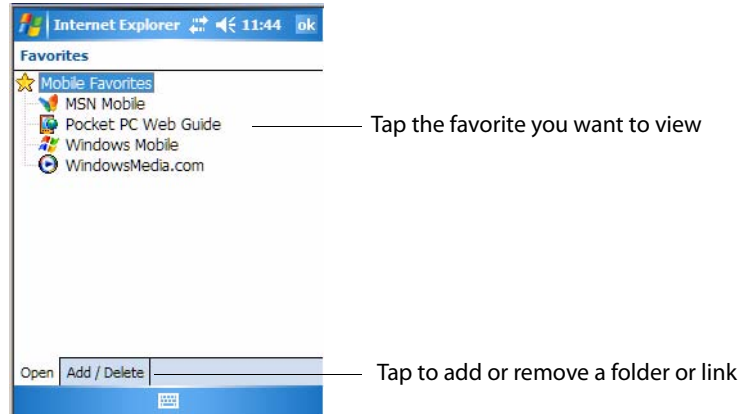 Internet Explorer 11:44 ok
Favorites
Mobile Favorites
MSN Mobile
Pocket PC Web Guide
Tap the favorite you want to view
Windows Mobile
WindowsMedia.com
Open Add / Delete
Tap to add or remove a folder or link